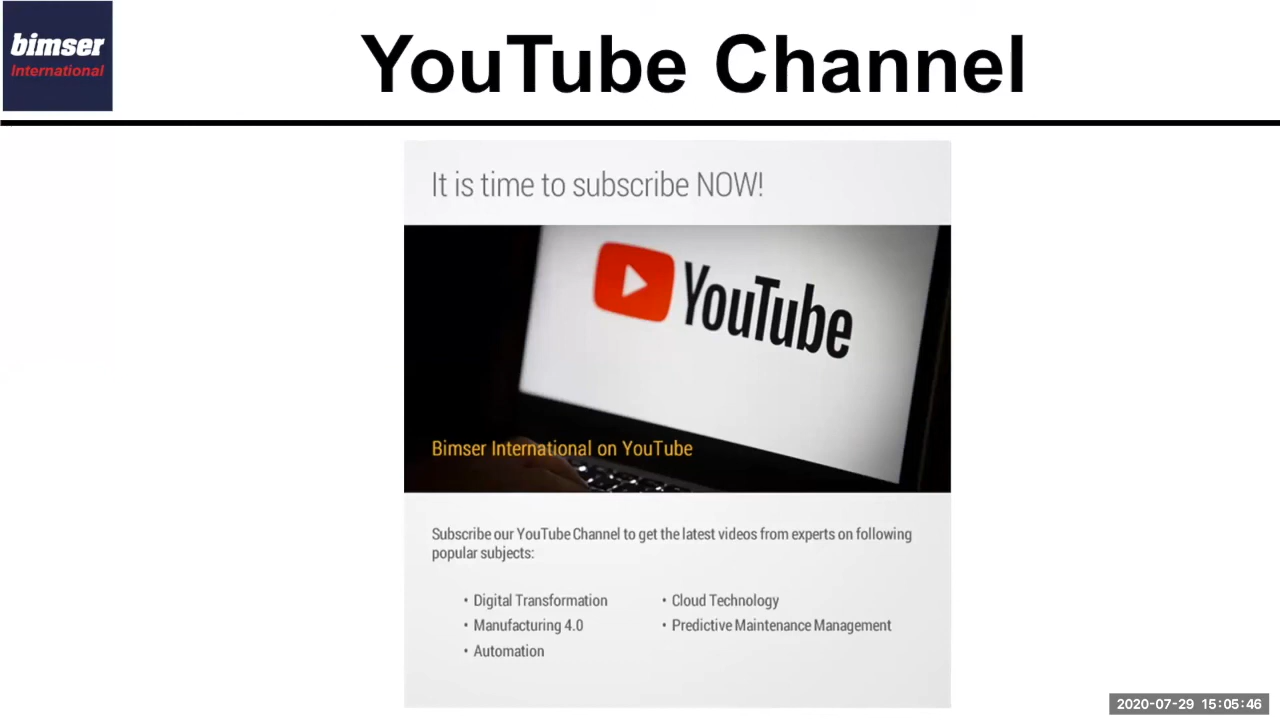 bimser
International
YouTube Channel
It is time to subscribe NOW!
YouTube
Bimser International on YouTube
Subscribe our YouTube Channel to get the latest videos from experts on following
popular subjects:
• Digital Transformation
• Manufacturing 4.0
• Automation
• Cloud Technology
• Predictive Maintenance Management
2020-07-29 15:05:46